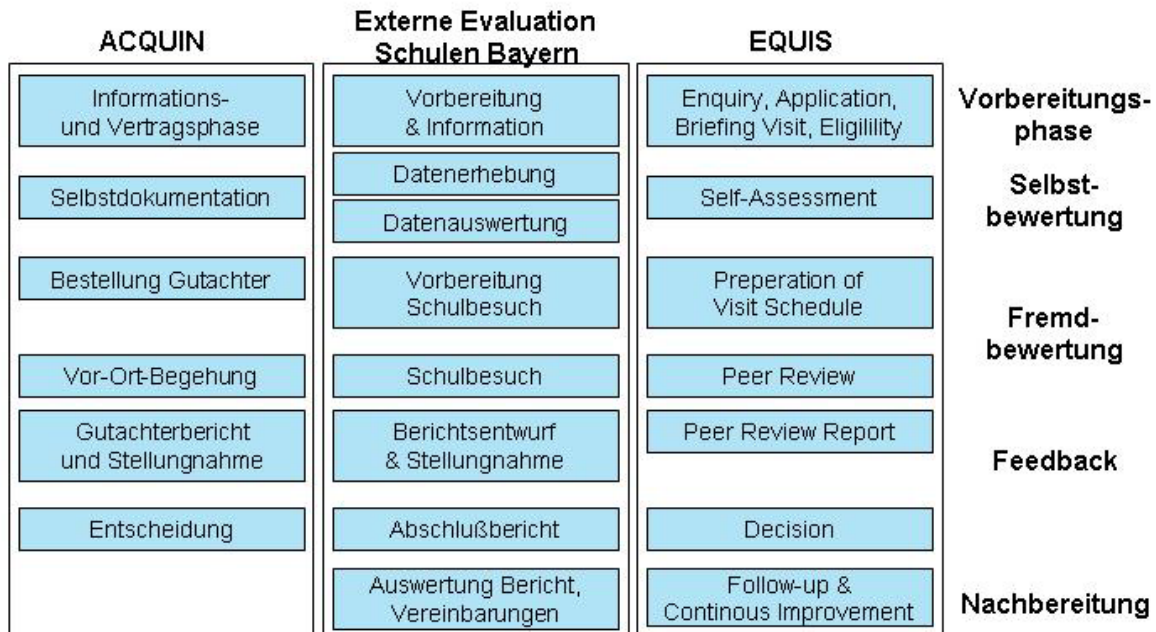 ACQUIN
Informations-
und Vertragsphase
Selbstdokumentation
Bestellung Gutachter
Vor-Ort-Begehung
Gutachterbericht
und Stellungnahme
Entscheidung
Externe Evaluation
Schulen Bayern
Vorbereitung
& Information
Datenerhebung
Datenauswertung
Vorbereitung
Schulbesuch
Schulbesuch
Berichtsentwurf
& Stellungnahme
Abschlußbericht
Auswertung Bericht,
Vereinbarungen
EQUIS
Enquiry, Application,
Briefing Visit, Eligilility
Self-Assessment
Preperation of
Visit Schedule
Peer Review
Peer Review Report
Decision
Follow-up &
Continous Improvement
Vorbereitungs-
phase
Selbst-
bewertung
Fremd-
bewertung
Feedback
Nachbereitung